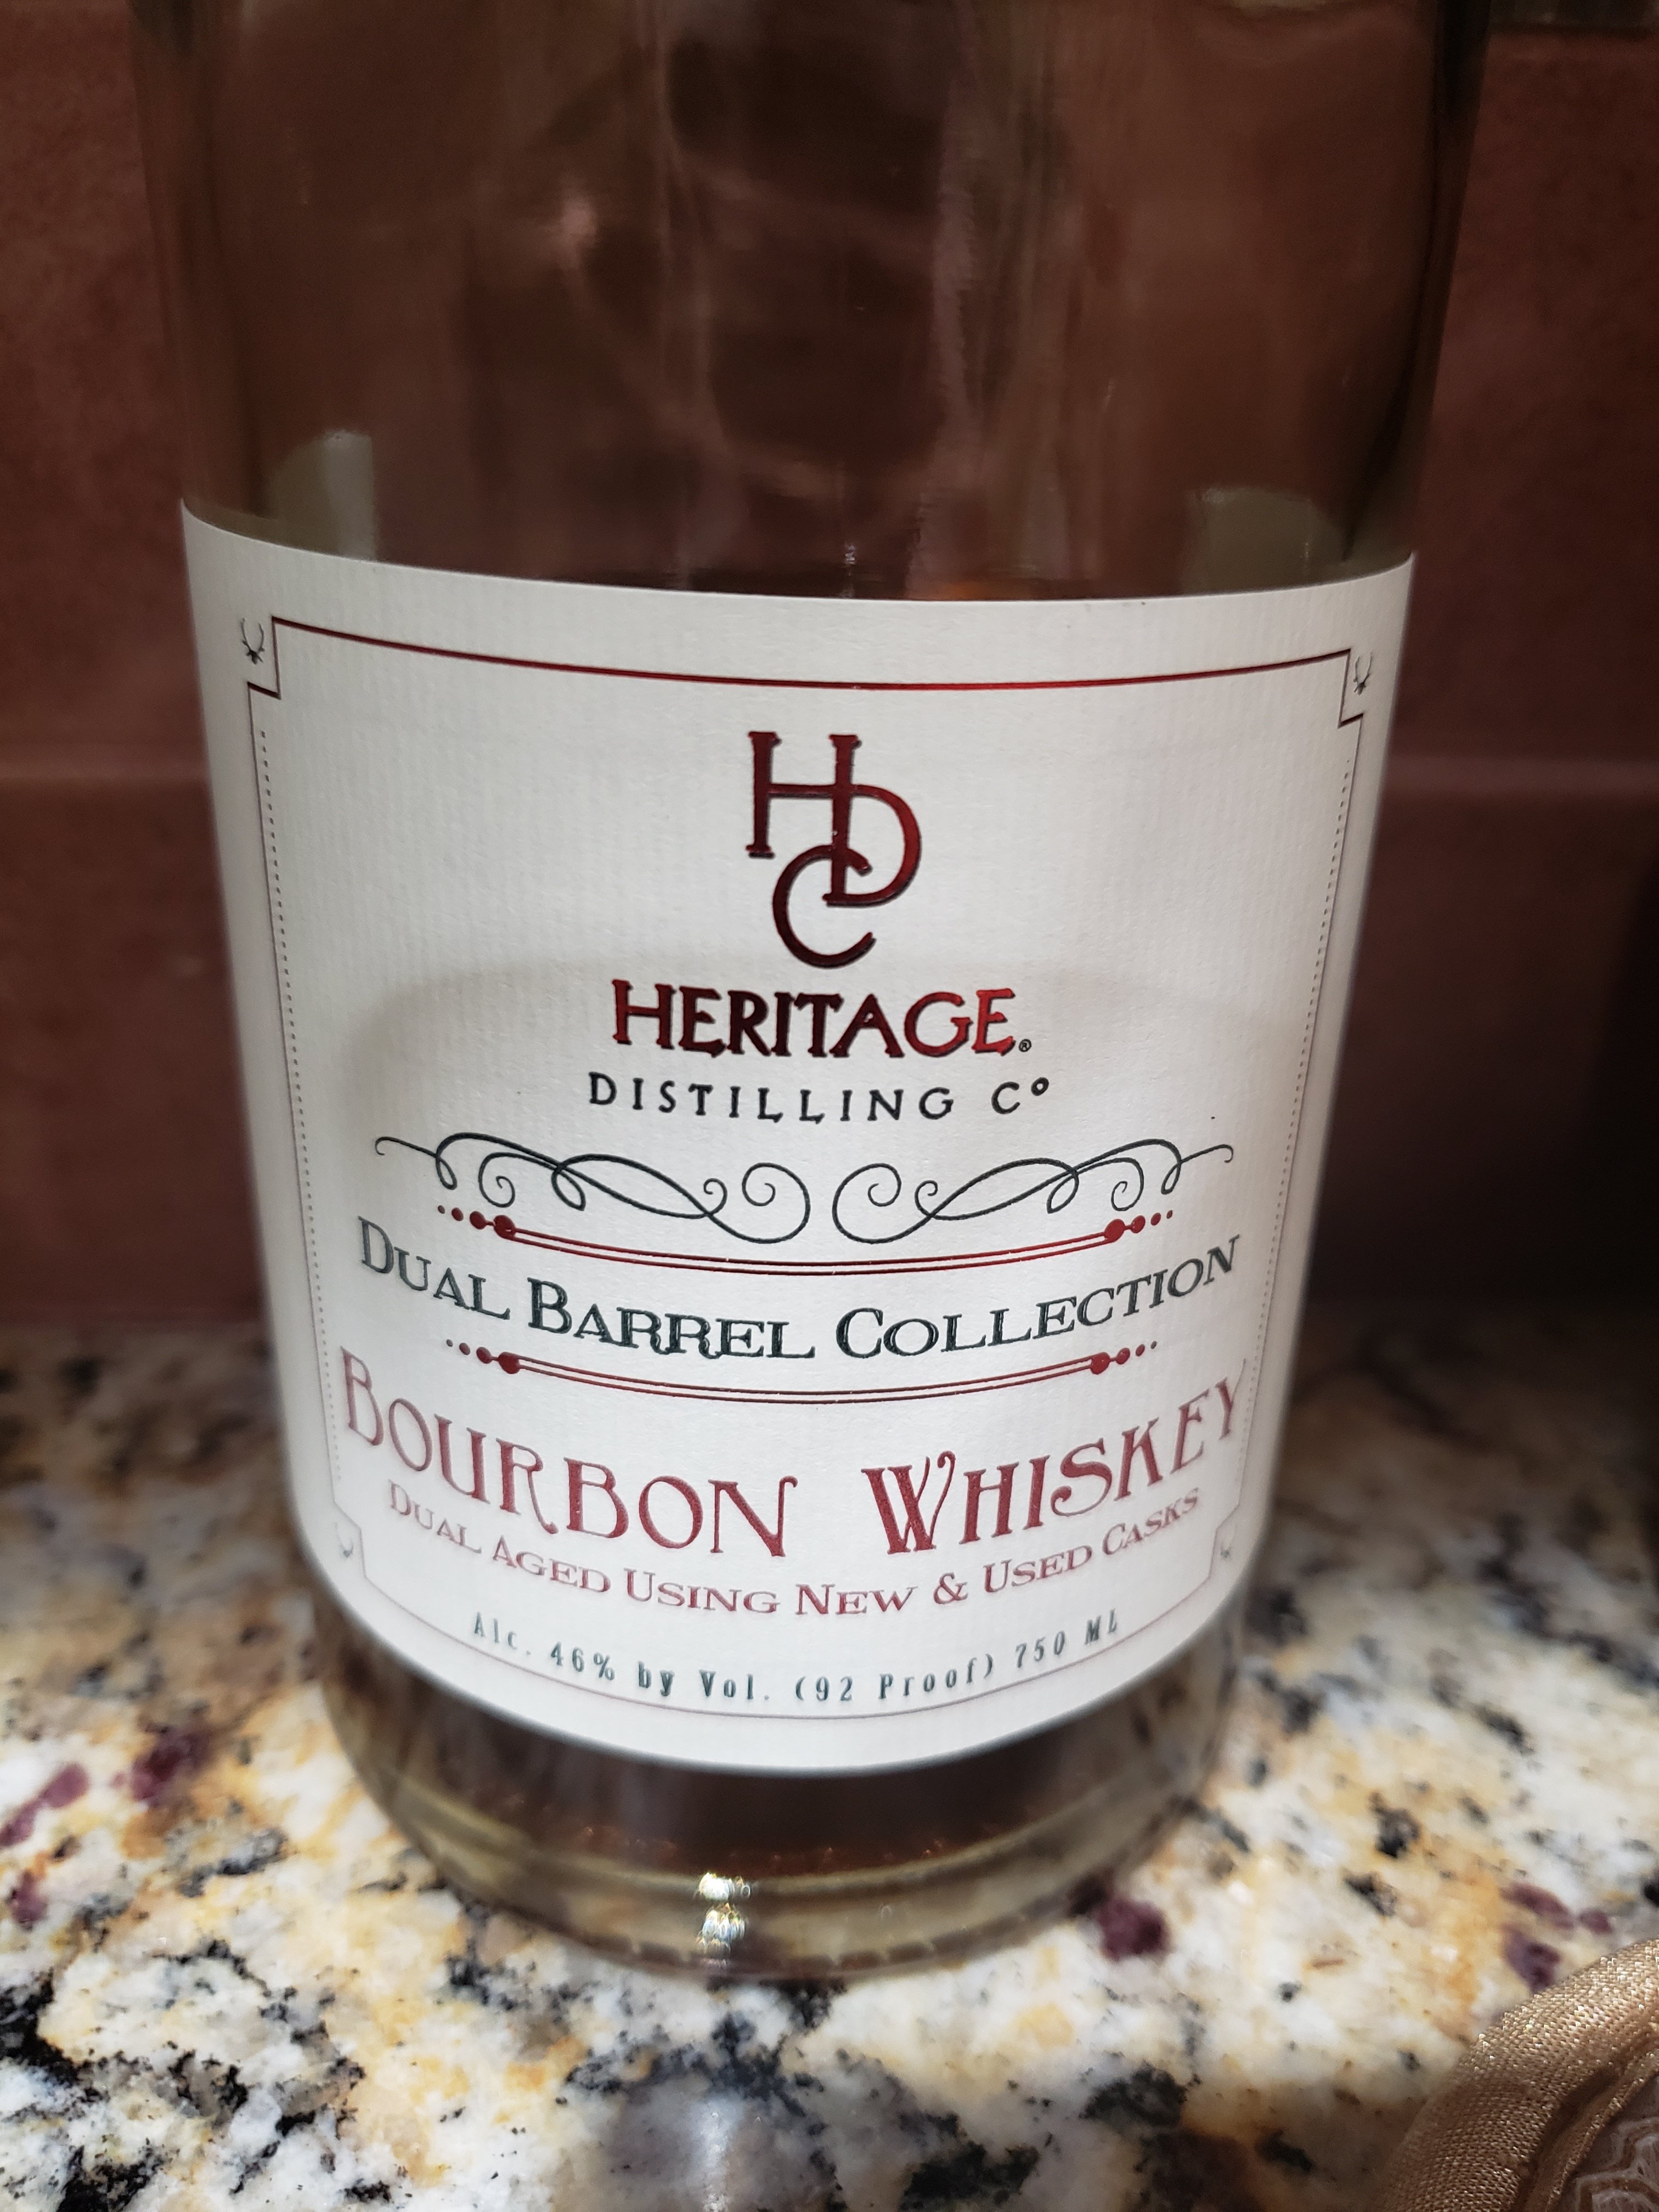 HDC
HERITAGE®
DISTILLING Cº
DUAL BARREL COLLECTION
BOURBON WHISKEY
DUAL AGED USING NEW & USED CASKS
Alc. 46% by Vol. (92 Proof) 750 ML